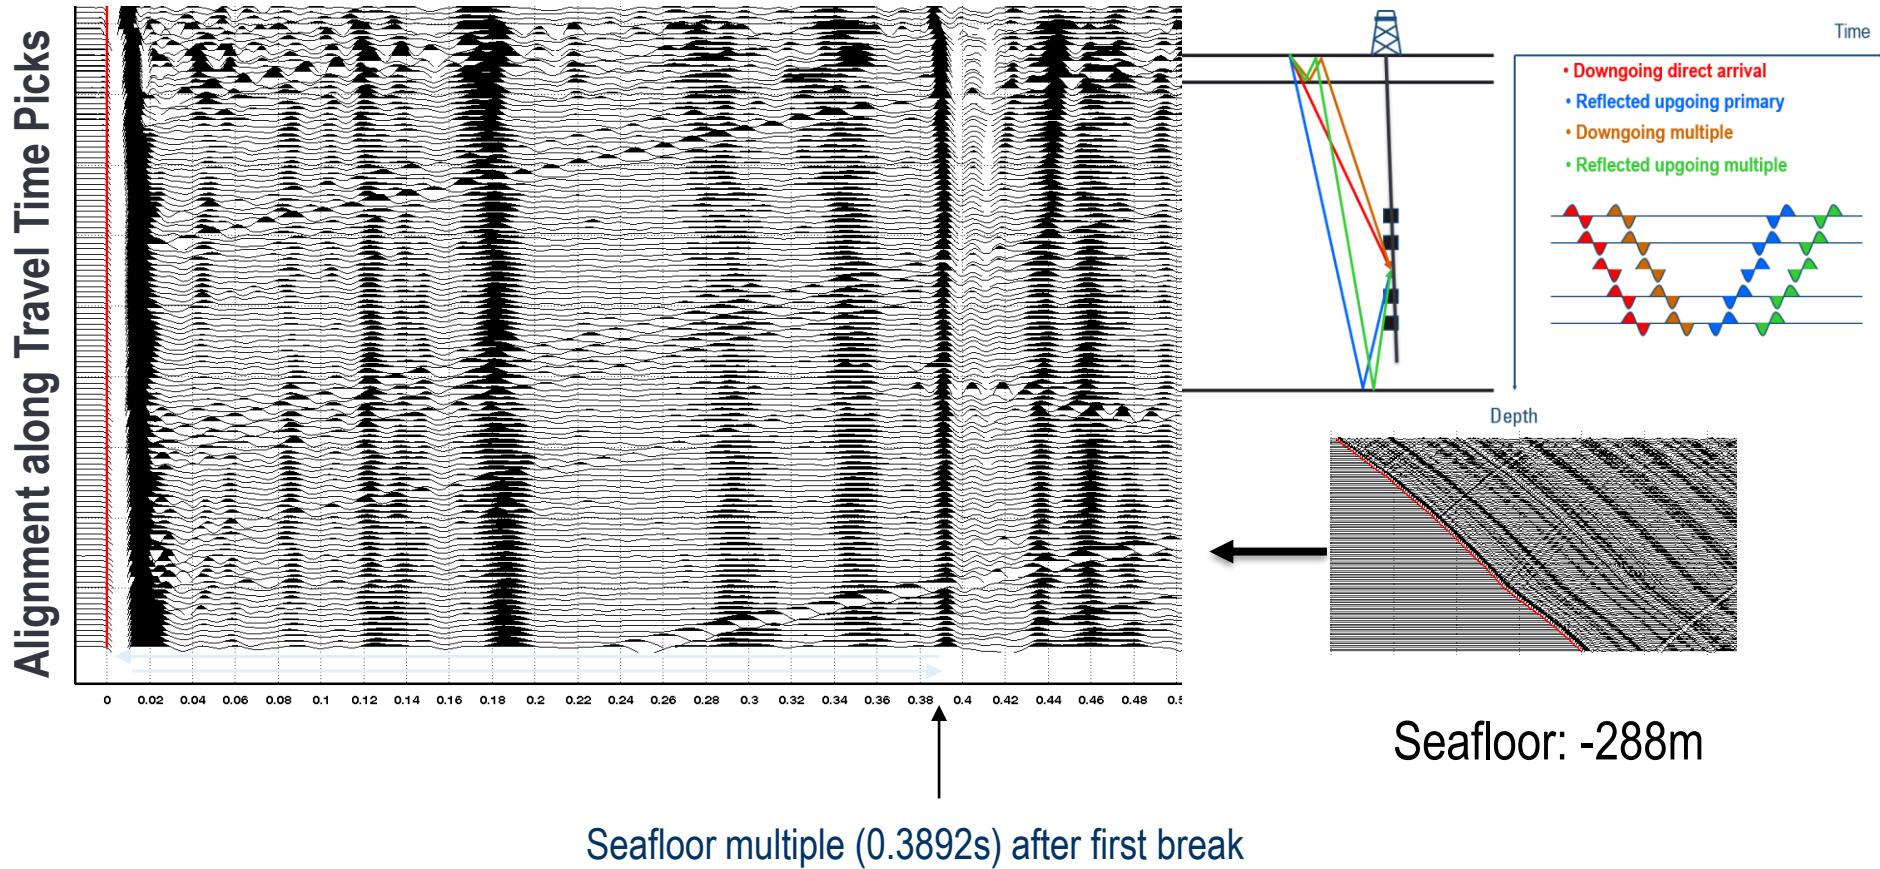 Alignment along Travel Time Picks
0 0.02 0.04 0.06 0.08 0.1 0.12 0.14 0.16 0.18 0.2 0.22 0.24 0.26 0.28 0.3 0.32 0.34 0.36 0.38 0.4 0.42 0.44 0.46 0.48
Time
• Downgoing direct arrival
• Reflected upgoing primary
• Downgoing multiple
• Reflected upgoing multiple
Depth
Seafloor: -288m
Seafloor multiple (0.3892s) after first break